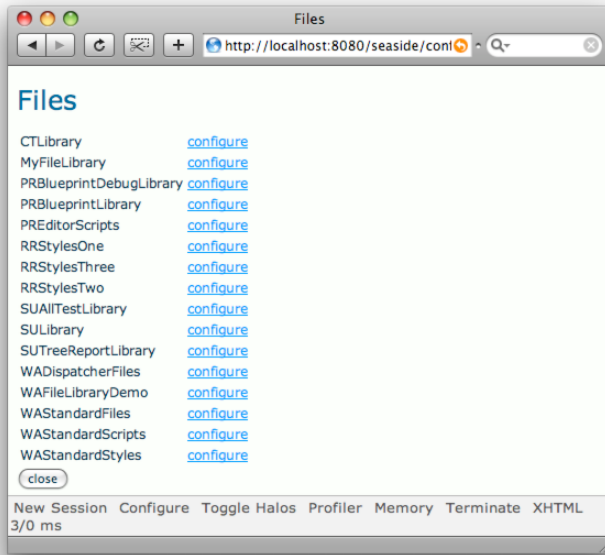 Files
http://localhost:8080/seaside/conf
Files
CTLibrary configure
MyFileLibrary configure
PRBlueprintDebugLibrary configure
PRBlueprintLibrary configure
PREditorScripts configure
RRStylesOne configure
RRStylesThree configure
RRStylesTwo configure
SUAllTestLibrary configure
SULibrary configure
SUTreeReportLibrary configure
WADispatcherFiles configure
WAFileLibraryDemo configure
WAStandardFiles configure
WAStandardScripts configure
WAStandardStyles configure
close
New Session Configure Toggle Halos Profiler Memory Terminate XHTML
3/0 ms